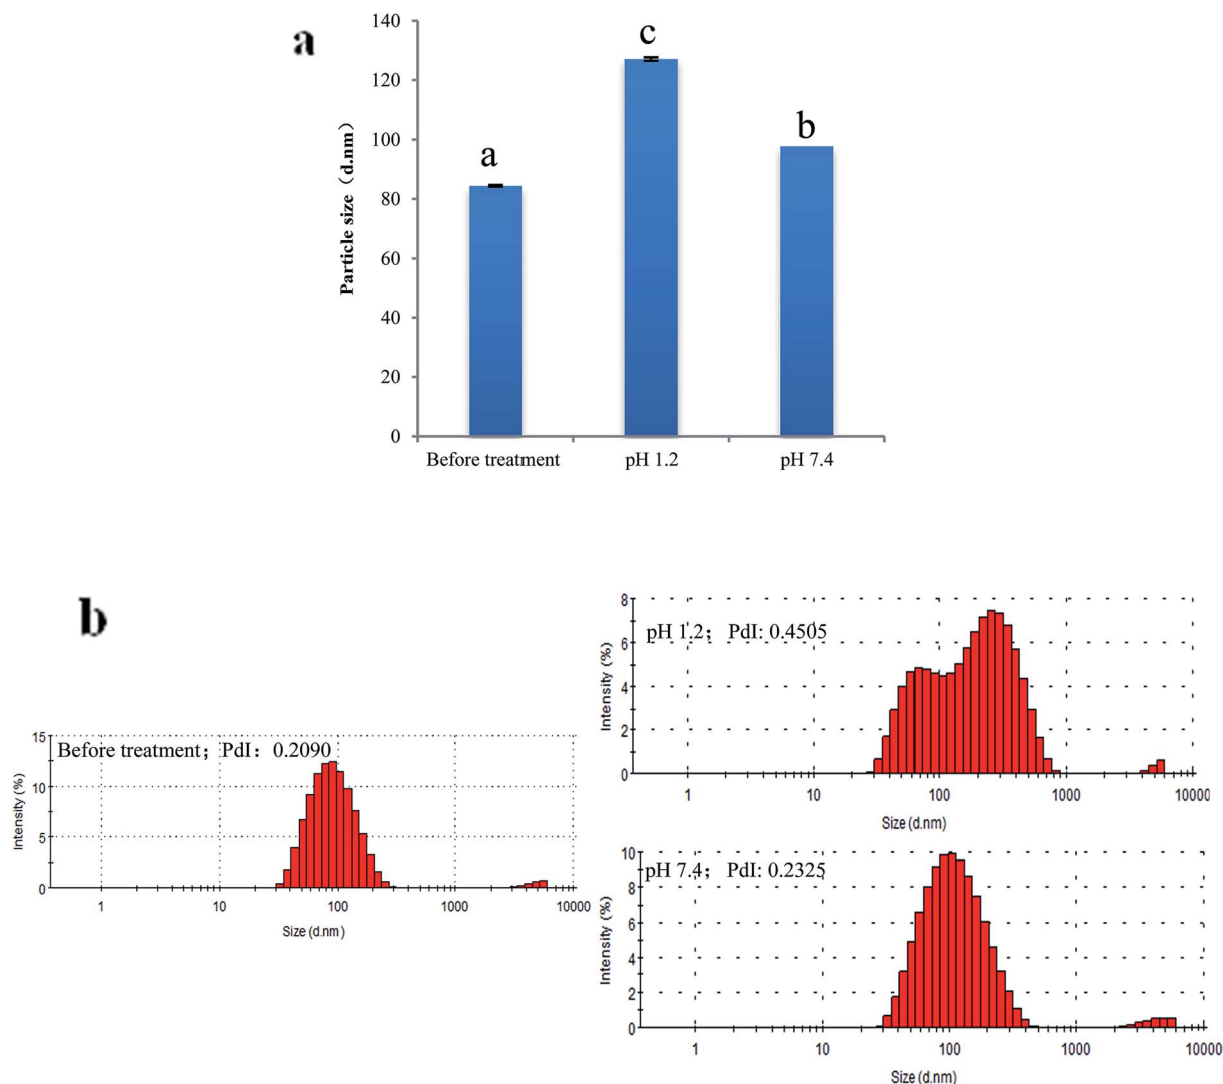 a
140
120
100
80
60
40
20
0
Particle size（d.nm）
a
c
b
Before treatment
pH 1.2
pH 7.4
b
15
10
5
0
Intensity (%)
Before treatment；PdI：0.2090
1
10
100
1000
10000
Size (d.nm)
8
6
4
2
0
Intensity (%)
pH 1.2； PdI: 0.4505
1
10
100
1000
10000
Size (d.nm)
10
8
6
4
2
0
Intensity (%)
pH 7.4； PdI: 0.2325
1
10
100
1000
10000
Size (d.nm)